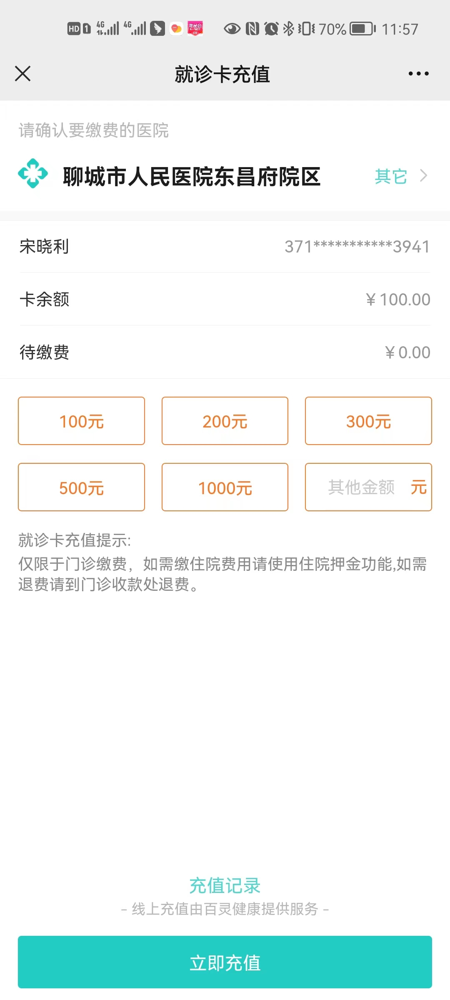 HD 1 4G 4G 唯品会 70% 11:57
就诊卡充值
请确认要缴费的医院
聊城市人民医院东昌府院区 其它
宋晓利 371***********3941
卡余额 ¥100.00
待缴费 ¥0.00
100元 200元 300元
500元 1000元 其他金额 元
就诊卡充值提示:
仅限于门诊缴费，如需缴住院费用请使用住院押金功能,如需
退费请到门诊收款处退费。
充值记录
- 线上充值由百灵健康提供服务 -
立即充值